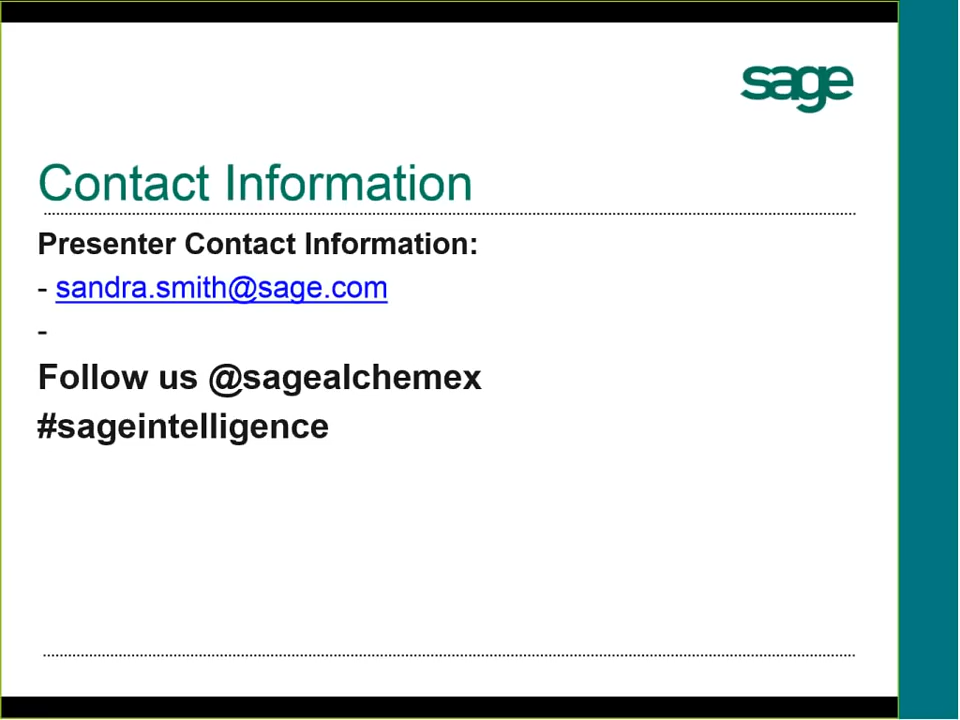 sage
Contact Information
Presenter Contact Information:
- sandra.smith@sage.com
-
Follow us @sagealchemex
#sageintelligence